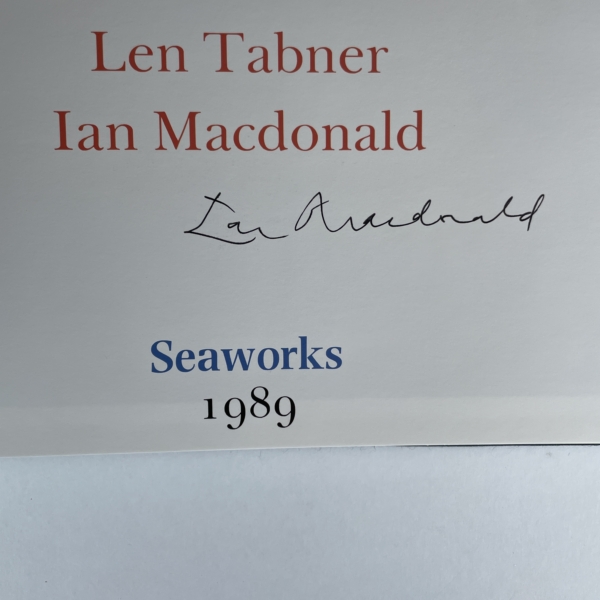 Len Tabner
Ian Macdonald
Ian Macdonald
Seaworks
1989